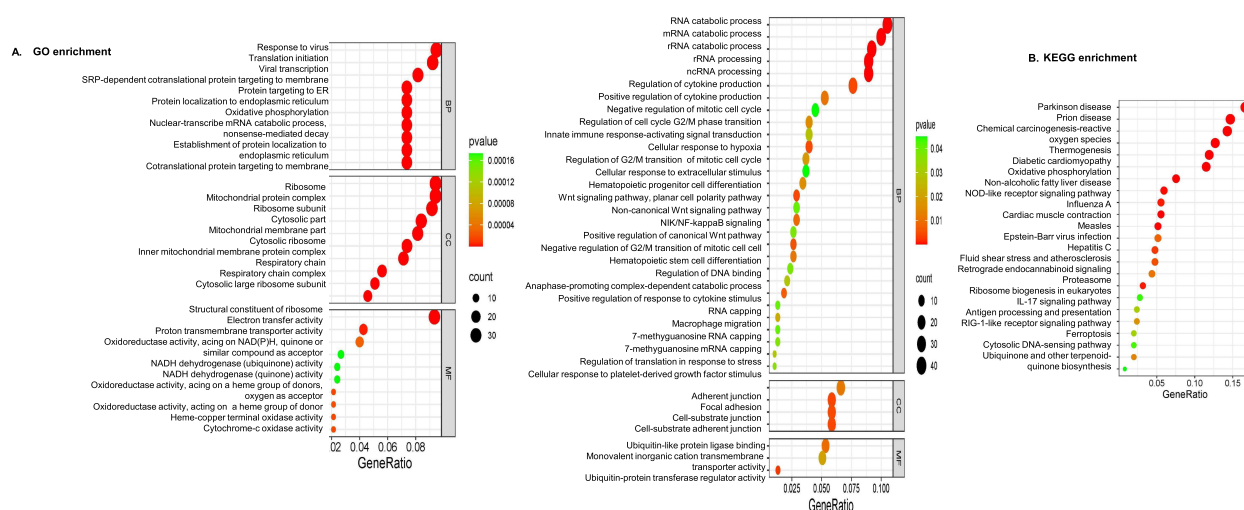 A. GO enrichment
Response to virus
Translation initiation
Viral transcription
SRP-dependent cotranslational protein targeting to membrane
Protein targeting to ER
Protein localization to endoplasmic reticulum
Oxidative phosphorylation
Nuclear-transcribe mRNA catabolic process,
nonsense-mediated decay
Establishment of protein localization to
endoplasmic reticulum
Cotranslational protein targeting to membrane
BP
Ribosome
Mitochondrial protein complex
Ribosome subunit
Cytosolic part
Mitochondrial membrane part
Cytosolic ribosome
Inner mitochondrial membrane protein complex
Respiratory chain
Respiratory chain complex
Cytosolic large ribosome subunit
CC
Structural constituent of ribosome
Electron transfer activity
Proton transmembrane transporter activity
Oxidoreductase activity, acting on NAD(P)H, quinone or
similar compound as acceptor
NADH dehydrogenase (ubiquinone) activity
NADH dehydrogenase (quinone) activity
Oxidoreductase activity, acting on a heme group of donors,
oxygen as acceptor
Oxidoreductase activity, acting on a heme group of donor
Heme-copper terminal oxidase activity
Cytochrome-c oxidase activity
MF
02 0.04 0.06 0.08
GeneRatio
pvalue
0.00016
0.00012
0.00008
0.00004
count
10
20
30
RNA catabolic process
mRNA catabolic process
rRNA catabolic process
rRNA processing
ncRNA processing
Regulation of cytokine production
Positive regulation of cytokine production
Negative regulation of mitotic cell cycle
Regulation of cell cycle G2/M phase transition
Innate immune response-activating signal transduction
Cellular response to hypoxia
Regulation of G2/M transition of mitotic cell cycle
Cellular response to extracellular stimulus
Hematopoietic progenitor cell differentiation
Wnt signaling pathway, planar cell polarity pathway
Non-canonical Wnt signaling pathway
NIK/NF-kappaB signaling
Positive regulation of canonical Wnt pathway
Negative regulation of G2/M transition of mitotic cell cell
Hematopoietic stem cell differentiation
Regulation of DNA binding
Anaphase-promoting complex-dependent catabolic process
Positive regulation of response to cytokine stimulus
RNA capping
Macrophage migration
7-methyguanosine RNA capping
7-methyguanosine mRNA capping
Regulation of translation in response to stress
Cellular response to platelet-derived growth factor stimulus
BP
Adherent junction
Focal adhesion
Cell-substrate junction
Cell-substrate adherent junction
CC
Ubiquitin-like protein ligase binding
Monovalent inorganic cation transmembrane
transporter activity
Ubiquitin-protein transferase regulator activity
MF
0.025 0.050 0.075 0.100
GeneRatio
pvalue
0.04
0.03
0.02
0.01
count
10
20
30
40
B. KEGG enrichment
Parkinson disease
Prion disease
Chemical carcinogenesis-reactive
oxygen species
Thermogenesis
Diabetic cardiomyopathy
Oxidative phosphorylation
Non-alcoholic fatty liver disease
NOD-like receptor signaling pathway
Influenza A
Cardiac muscle contraction
Measles
Epstein-Barr virus infection
Hepatitis C
Fluid shear stress and atherosclerosis
Retrograde endocannabinoid signaling
Proteasome
Ribosome biogenesis in eukaryotes
IL-17 signaling pathway
Antigen processing and presentation
RIG-1-like receptor signaling pathway
Ferroptosis
Cytosolic DNA-sensing pathway
Ubiquinone and other terpenoid-
quinone biosynthesis
0.05 0.10 0.15
GeneRatio